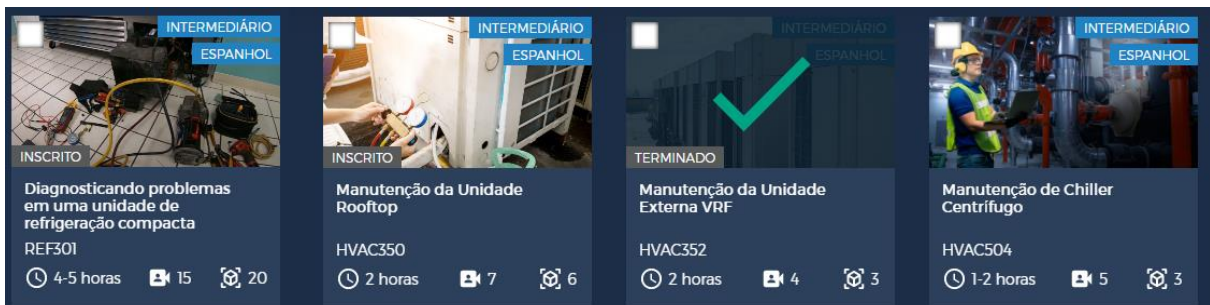 INTERMEDIÁRIO
ESPANHOL
INSCRITO
Diagnosticando problemas
em uma unidade de
refrigeração compacta
REF301
4-5 horas 15 20
INTERMEDIÁRIO
ESPANHOL
INSCRITO
Manutenção da Unidade
Rooftop
HVAC350
2 horas 7 6
INTERMEDIÁRIO
ESPANHOL
TERMINADO
Manutenção da Unidade
Externa VRF
HVAC352
2 horas 4 3
INTERMEDIÁRIO
ESPANHOL
Manutenção de Chiller
Centrífugo
HVAC504
1-2 horas 5 3